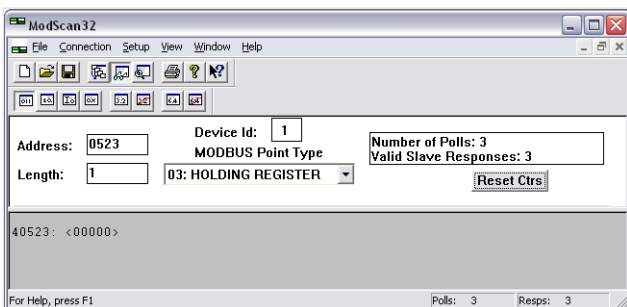 ModScan32
File Connection Setup View Window Help
Address: 0523
Device Id: 1
MODBUS Point Type
Length: 1
03: HOLDING REGISTER
Number of Polls: 3
Valid Slave Responses: 3
Reset Ctrs
40523: <00000>
For Help, press F1
Polls: 3
Resps: 3